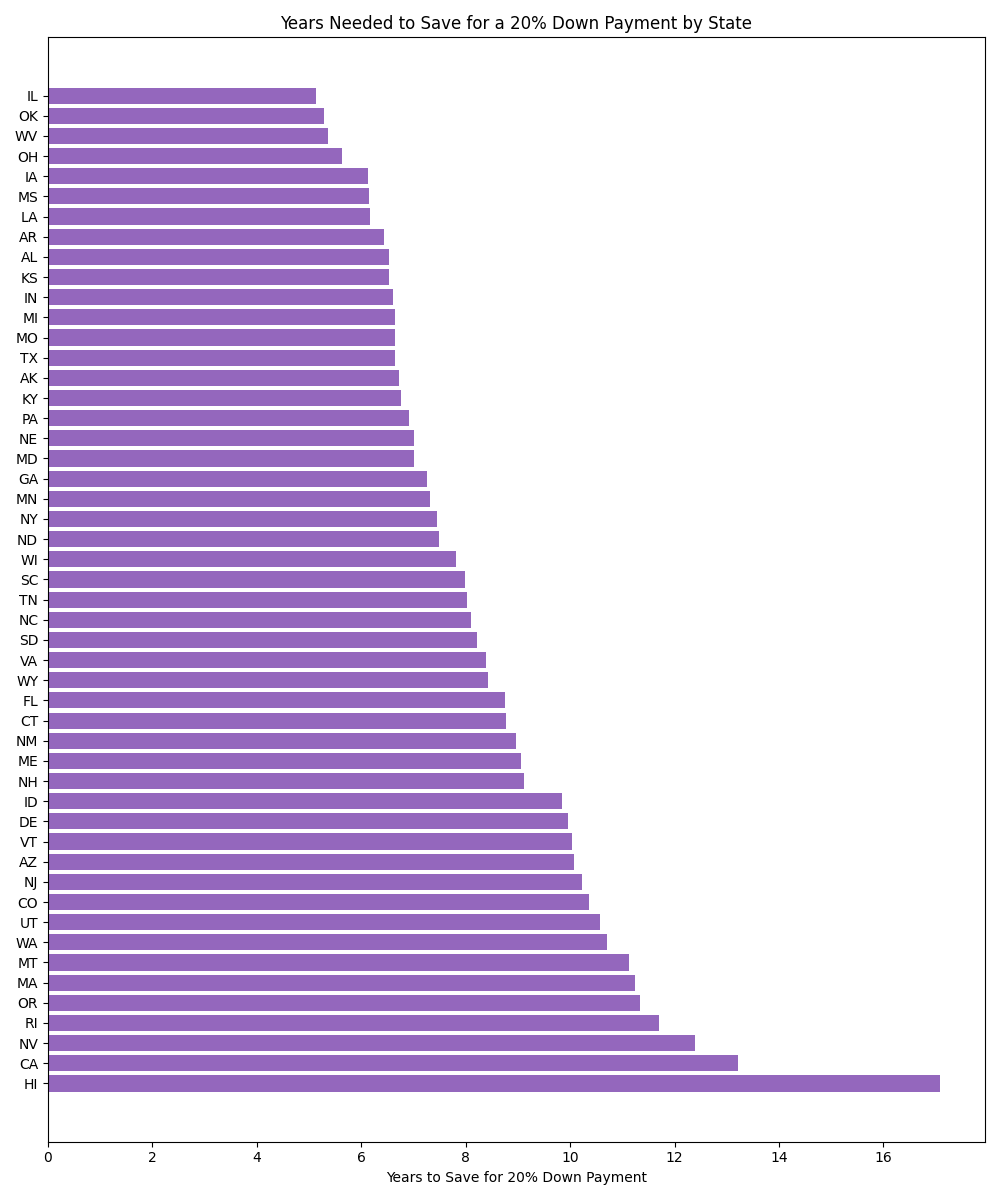 Years Needed to Save for a 20% Down Payment by State
IL
OK
WV
OH
IA
MS
LA
AR
AL
KS
IN
MI
MO
TX
AK
KY
PA
NE
MD
GA
MN
NY
ND
WI
SC
TN
NC
SD
VA
WY
FL
CT
NM
ME
NH
ID
DE
VT
AZ
NJ
CO
UT
WA
MT
MA
OR
RI
NV
CA
HI
0 2 4 6 8 10 12 14 16
Years to Save for 20% Down Payment